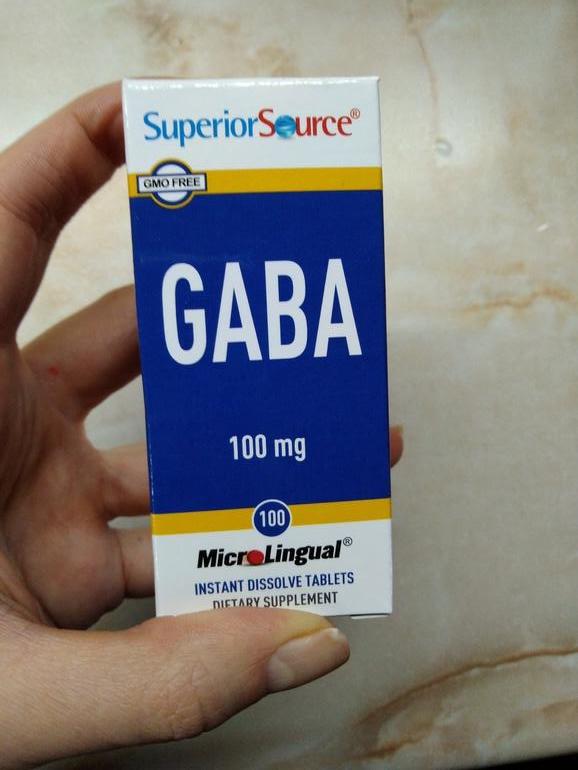 SuperiorSource®
GMO FREE
GABA
100 mg
100
MicroLingual®
INSTANT DISSOLVE TABLETS
DIETARY SUPPLEMENT